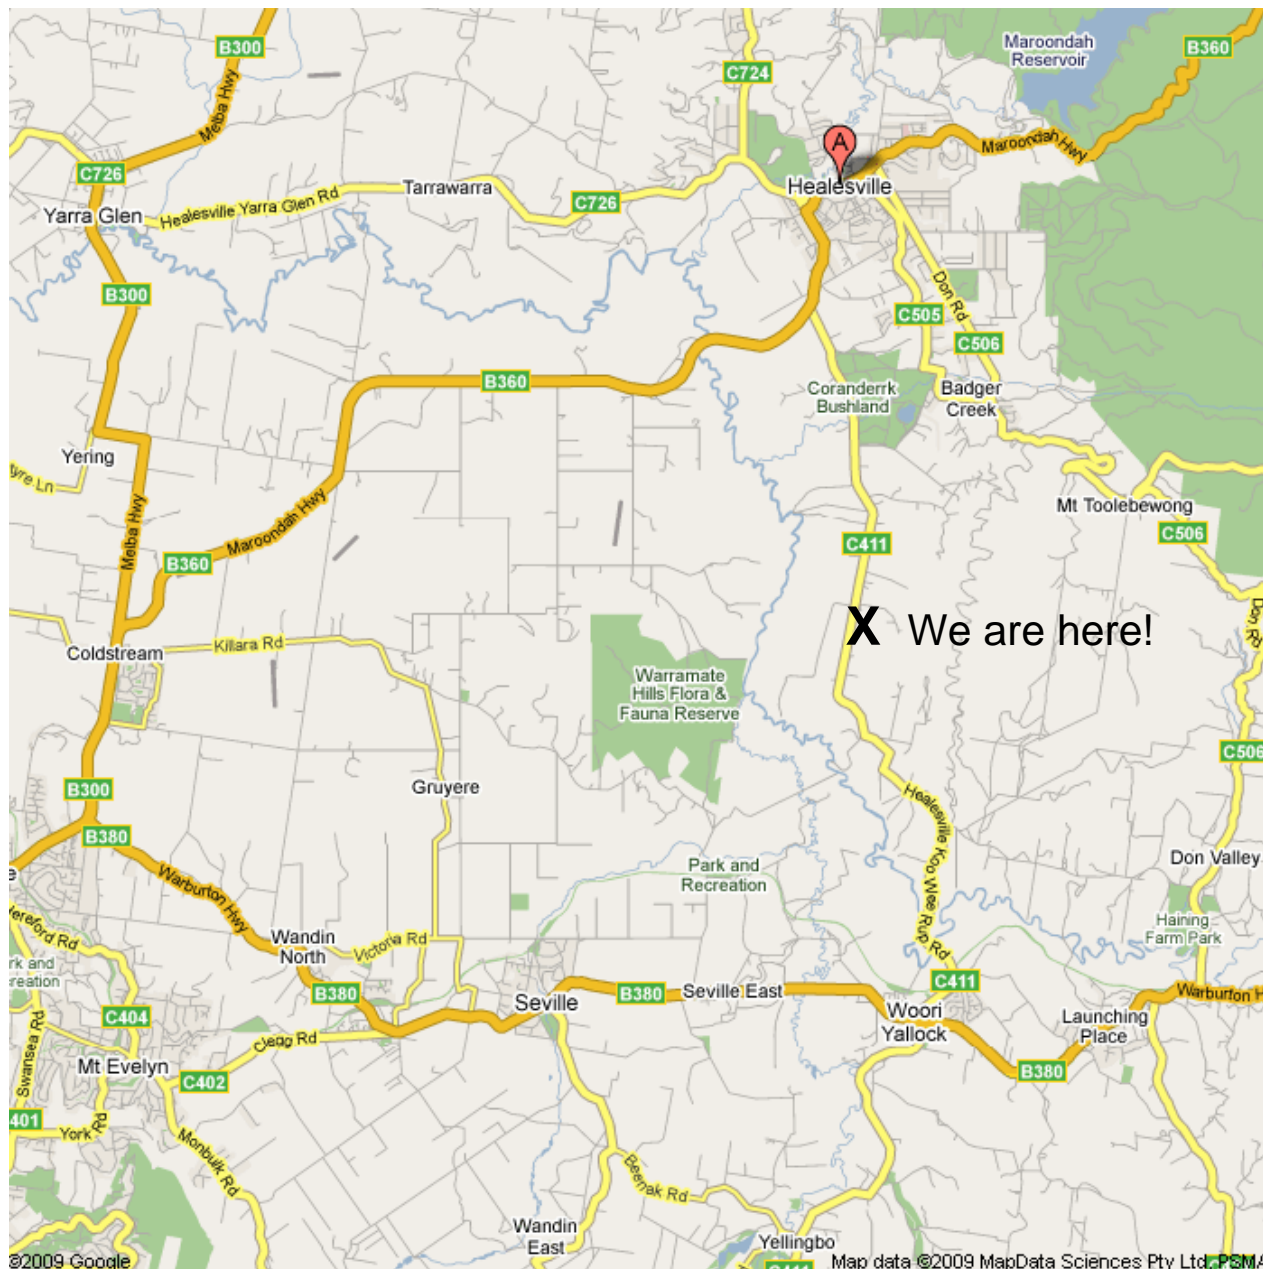 B300
Maroondah
Reservoir
B360
C724
Melba Hwy
A
Maroondah Hwy
C726
Healesville
Tarrawarra
Healesville Yarra Glen Rd
C726
Yarra Glen
B300
Don Rd
C505
C506
B360
Coranderrk
Bushland
Badger
Creek
Yering
Melba Hwy
Maroondah Hwy
Mt Toolebewong
C506
C411
B360
X We are here!
Don Rd
Killara Rd
Coldstream
Warramate
Hills Flora &
Fauna Reserve
C506
B300
Gruyere
Healesville Koo Wee Rup Rd
B380
Don Valley
Park and
Recreation
Warburton Hwy
Haining
Farm Park
Wandin
North
Victoria Rd
C411
B380
B380
Seville East
Warburton H
Seville
Woori
Yallock
Launching
Place
C404
Swansea Rd
Clegg Rd
Mt Evelyn
C402
B380
401
York Rd
Monbulk Rd
Beenak Rd
Wandin
East
Yellingbo
©2009 Google
Map data ©2009 MapData Sciences Pty Ltd, PSMA